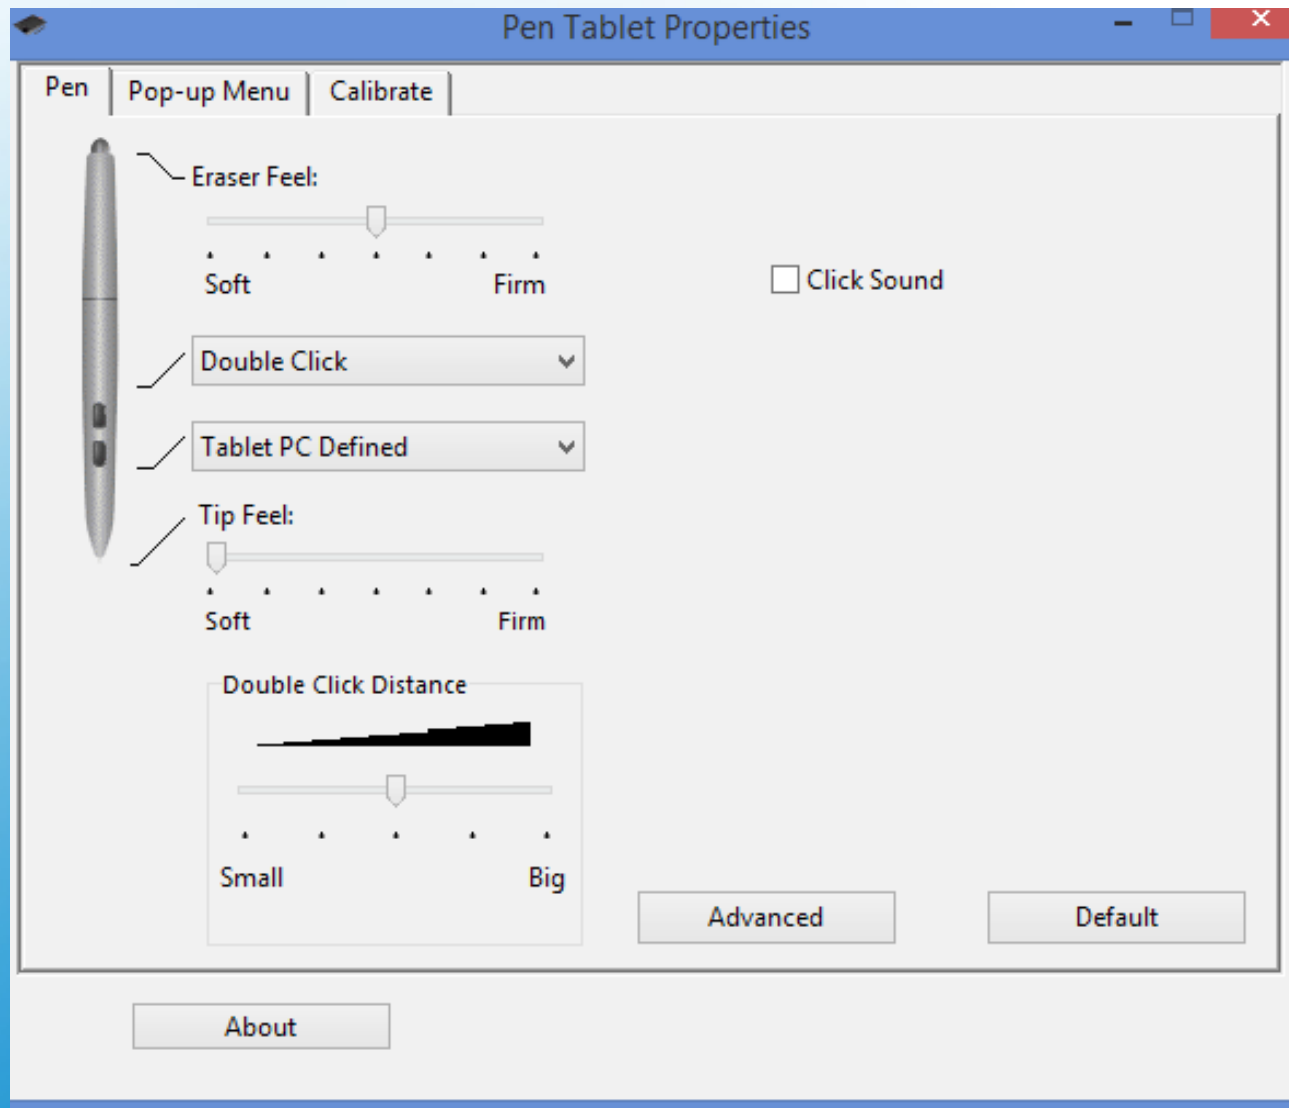 Pen Tablet Properties
Pen Pop-up Menu Calibrate
Eraser Feel:
Soft Firm
Click Sound
Double Click
Tablet PC Defined
Tip Feel:
Soft Firm
Double Click Distance
Small Big
Advanced Default
About